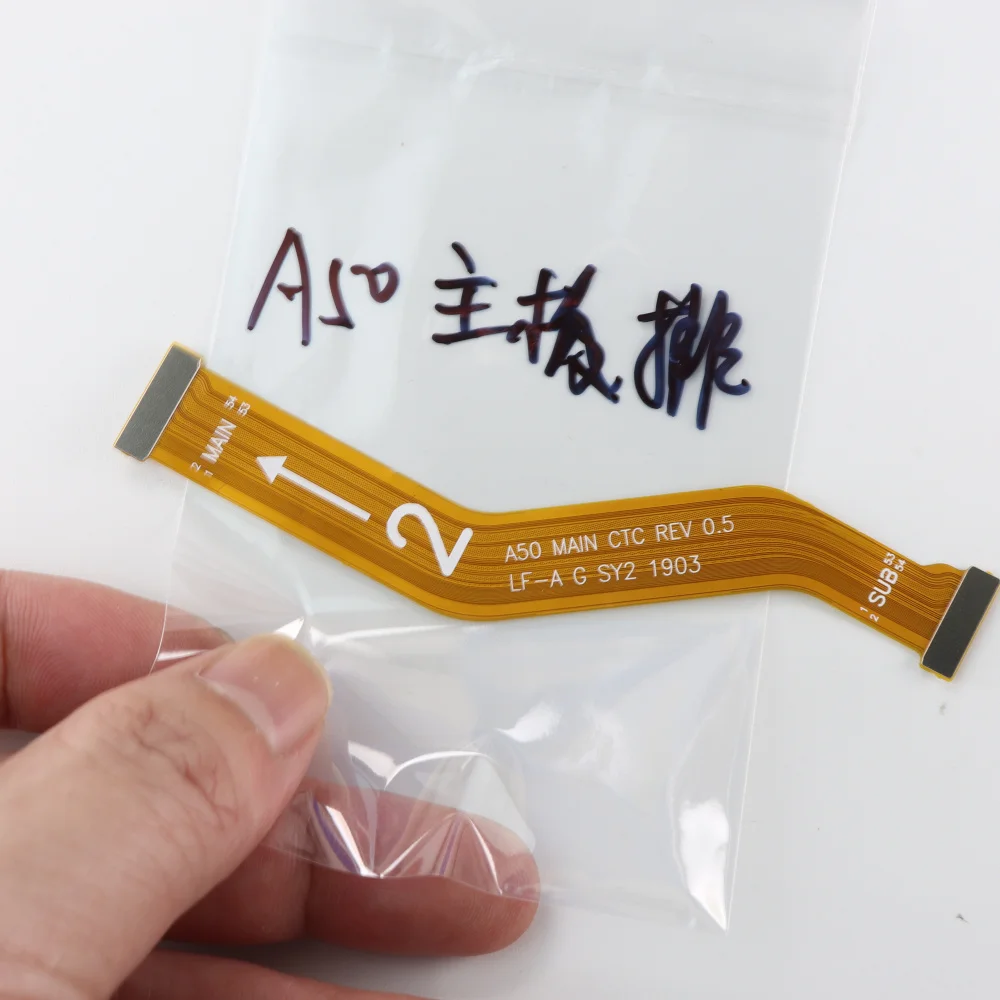 A50 主板排
54
53
MAIN
2
1
2
A50 MAIN CTC REV 0.5
LF-A G SY2 1903
53
54
SUB
1
2